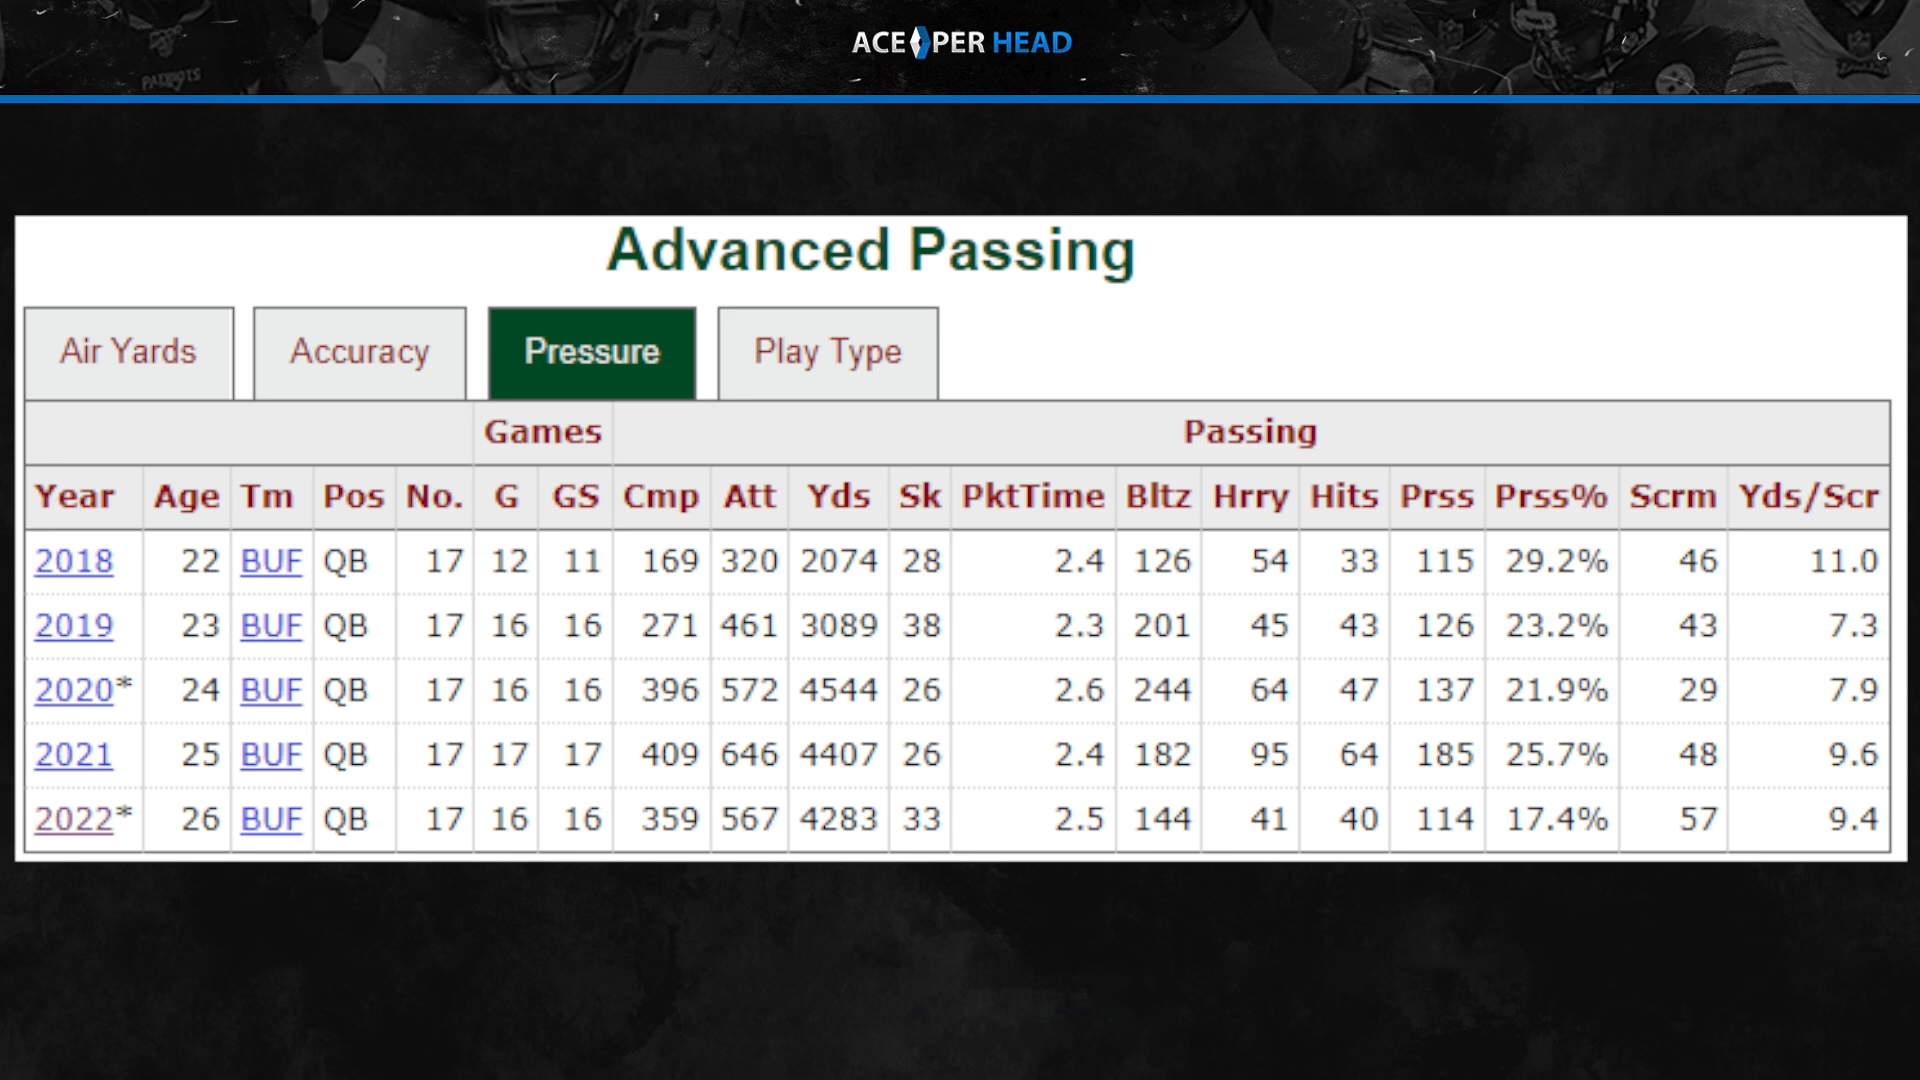 PATRIOTS
ACE PER HEAD
Advanced Passing
Air Yards Accuracy Pressure Play Type
Games Passing
Year Age Tm Pos No. G GS Cmp Att Yds Sk PktTime Bltz Hrry Hits Prss Prss% Scrm Yds/Scr
2018 22 BUF QB 17 12 11 169 320 2074 28 2.4 126 54 33 115 29.2% 46 11.0
2019 23 BUF QB 17 16 16 271 461 3089 38 2.3 201 45 43 126 23.2% 43 7.3
2020* 24 BUF QB 17 16 16 396 572 4544 26 2.6 244 64 47 137 21.9% 29 7.9
2021 25 BUF QB 17 17 17 409 646 4407 26 2.4 182 95 64 185 25.7% 48 9.6
2022* 26 BUF QB 17 16 16 359 567 4283 33 2.5 144 41 40 114 17.4% 57 9.4